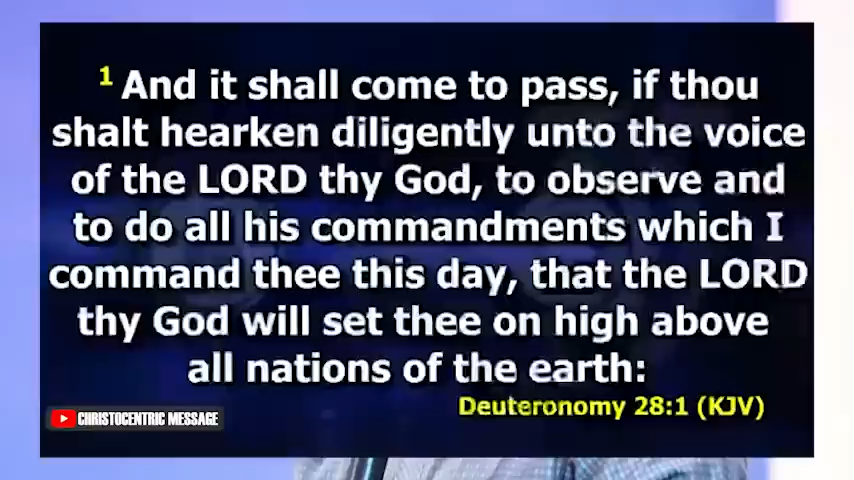 1 And it shall come to pass, if thou
shalt hearken diligently unto the voice
of the LORD thy God, to observe and
to do all his commandments which I
command thee this day, that the LORD
thy God will set thee on high above
all nations of the earth:
Deuteronomy 28:1 (KJV)
CHRISTOCENTRIC MESSAGE